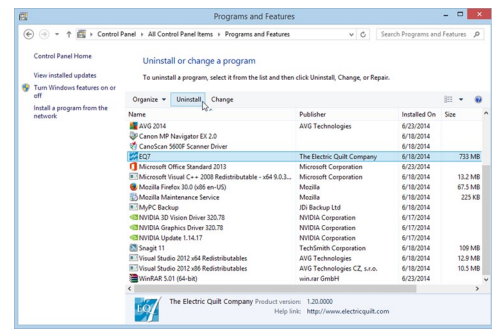 Programs and Features
Control Panel All Control Panel Items Programs and Features
Search Programs and Features
Control Panel Home
View installed updates
Turn Windows features on or
off
Install a program from the
network
Uninstall or change a program
To uninstall a program, select it from the list and then click Uninstall, Change, or Repair.
Organize Uninstall Change
Name Publisher Installed On Size
AVG 2014 AVG Technologies 6/23/2014
Canon MP Navigator EX 2.0 6/18/2014
CanoScan 5600F Scanner Driver 6/18/2014
EQ7 The Electric Quilt Company 6/18/2014 733 MB
Microsoft Office Standard 2013 Microsoft Corporation 6/23/2014
Microsoft Visual C++ 2008 Redistributable - x64 9.0.3... Microsoft Corporation 6/18/2014 13.2 MB
Mozilla Firefox 30.0 (x86 en-US) Mozilla 6/18/2014 67.5 MB
Mozilla Maintenance Service Mozilla 6/18/2014 225 KB
MyPC Backup JDi Backup Ltd 6/18/2014
NVIDIA 3D Vision Driver 320.78 NVIDIA Corporation 6/17/2014
NVIDIA Graphics Driver 320.78 NVIDIA Corporation 6/17/2014
NVIDIA Update 1.14.17 NVIDIA Corporation 6/17/2014
Snagit 11 TechSmith Corporation 6/18/2014 109 MB
Visual Studio 2012 x64 Redistributables AVG Technologies 6/18/2014 12.9 MB
Visual Studio 2012 x86 Redistributables AVG Technologies CZ, s.r.o. 6/18/2014 10.5 MB
WinRAR 5.01 (64-bit) win.rar GmbH 6/23/2014
EQ7 The Electric Quilt Company Product version: 1.20.0000
Help link: http://www.electricquilt.com